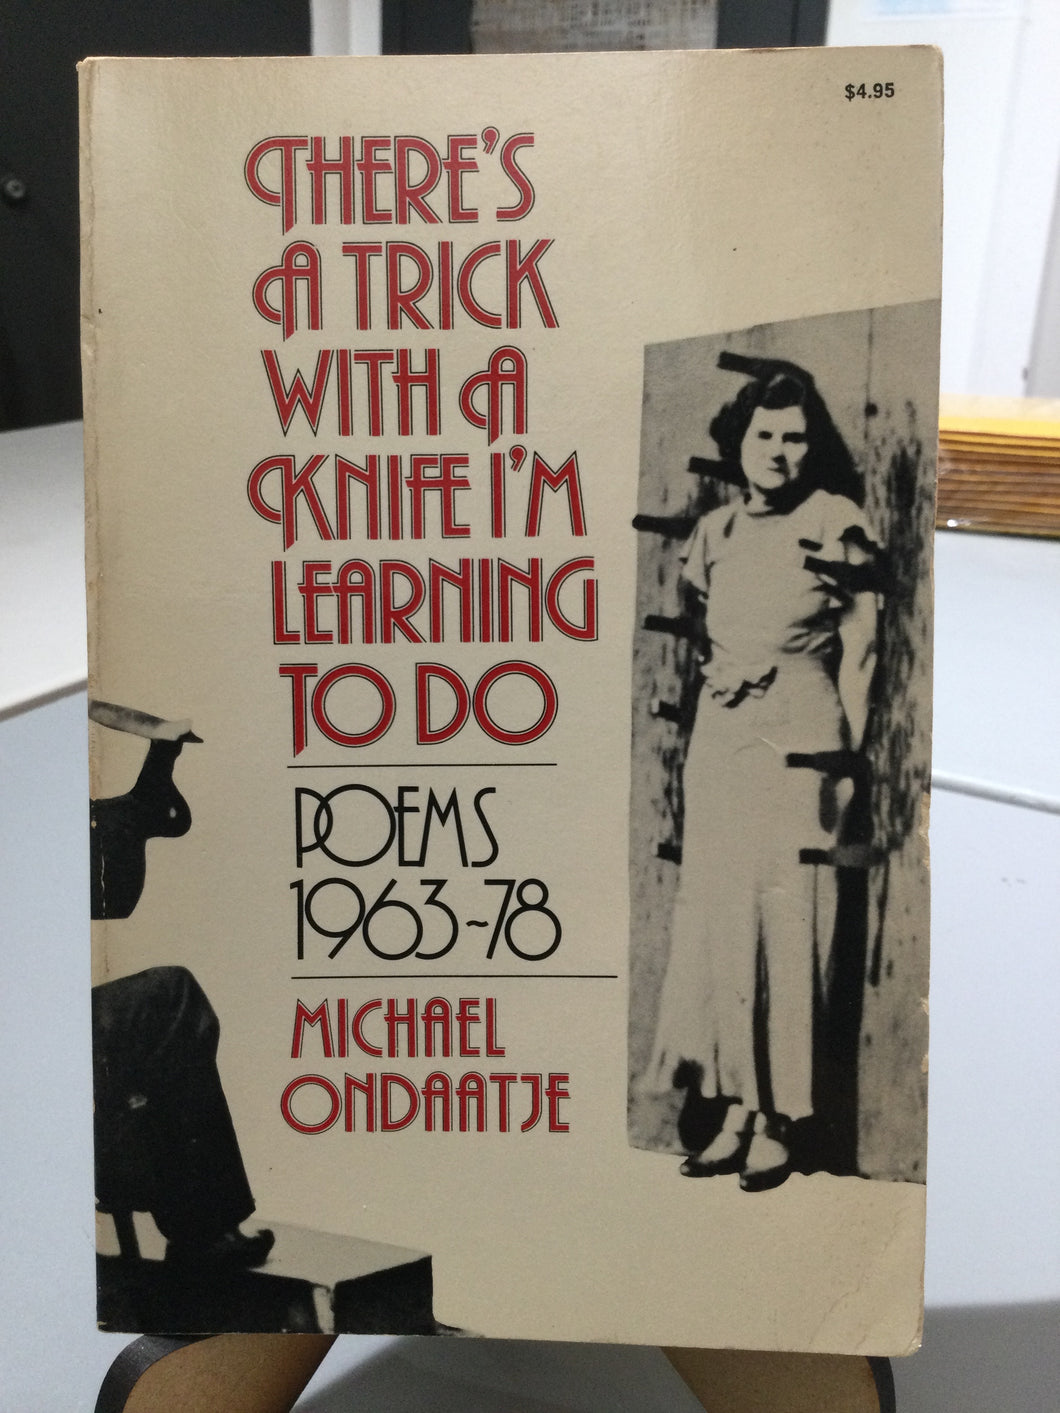 $4.95
THERE'S
A TRICK
WITH A
KNIFE I'M
LEARNING
TO DO
POEMS
1963~78
MICHAEL
ONDAATJE